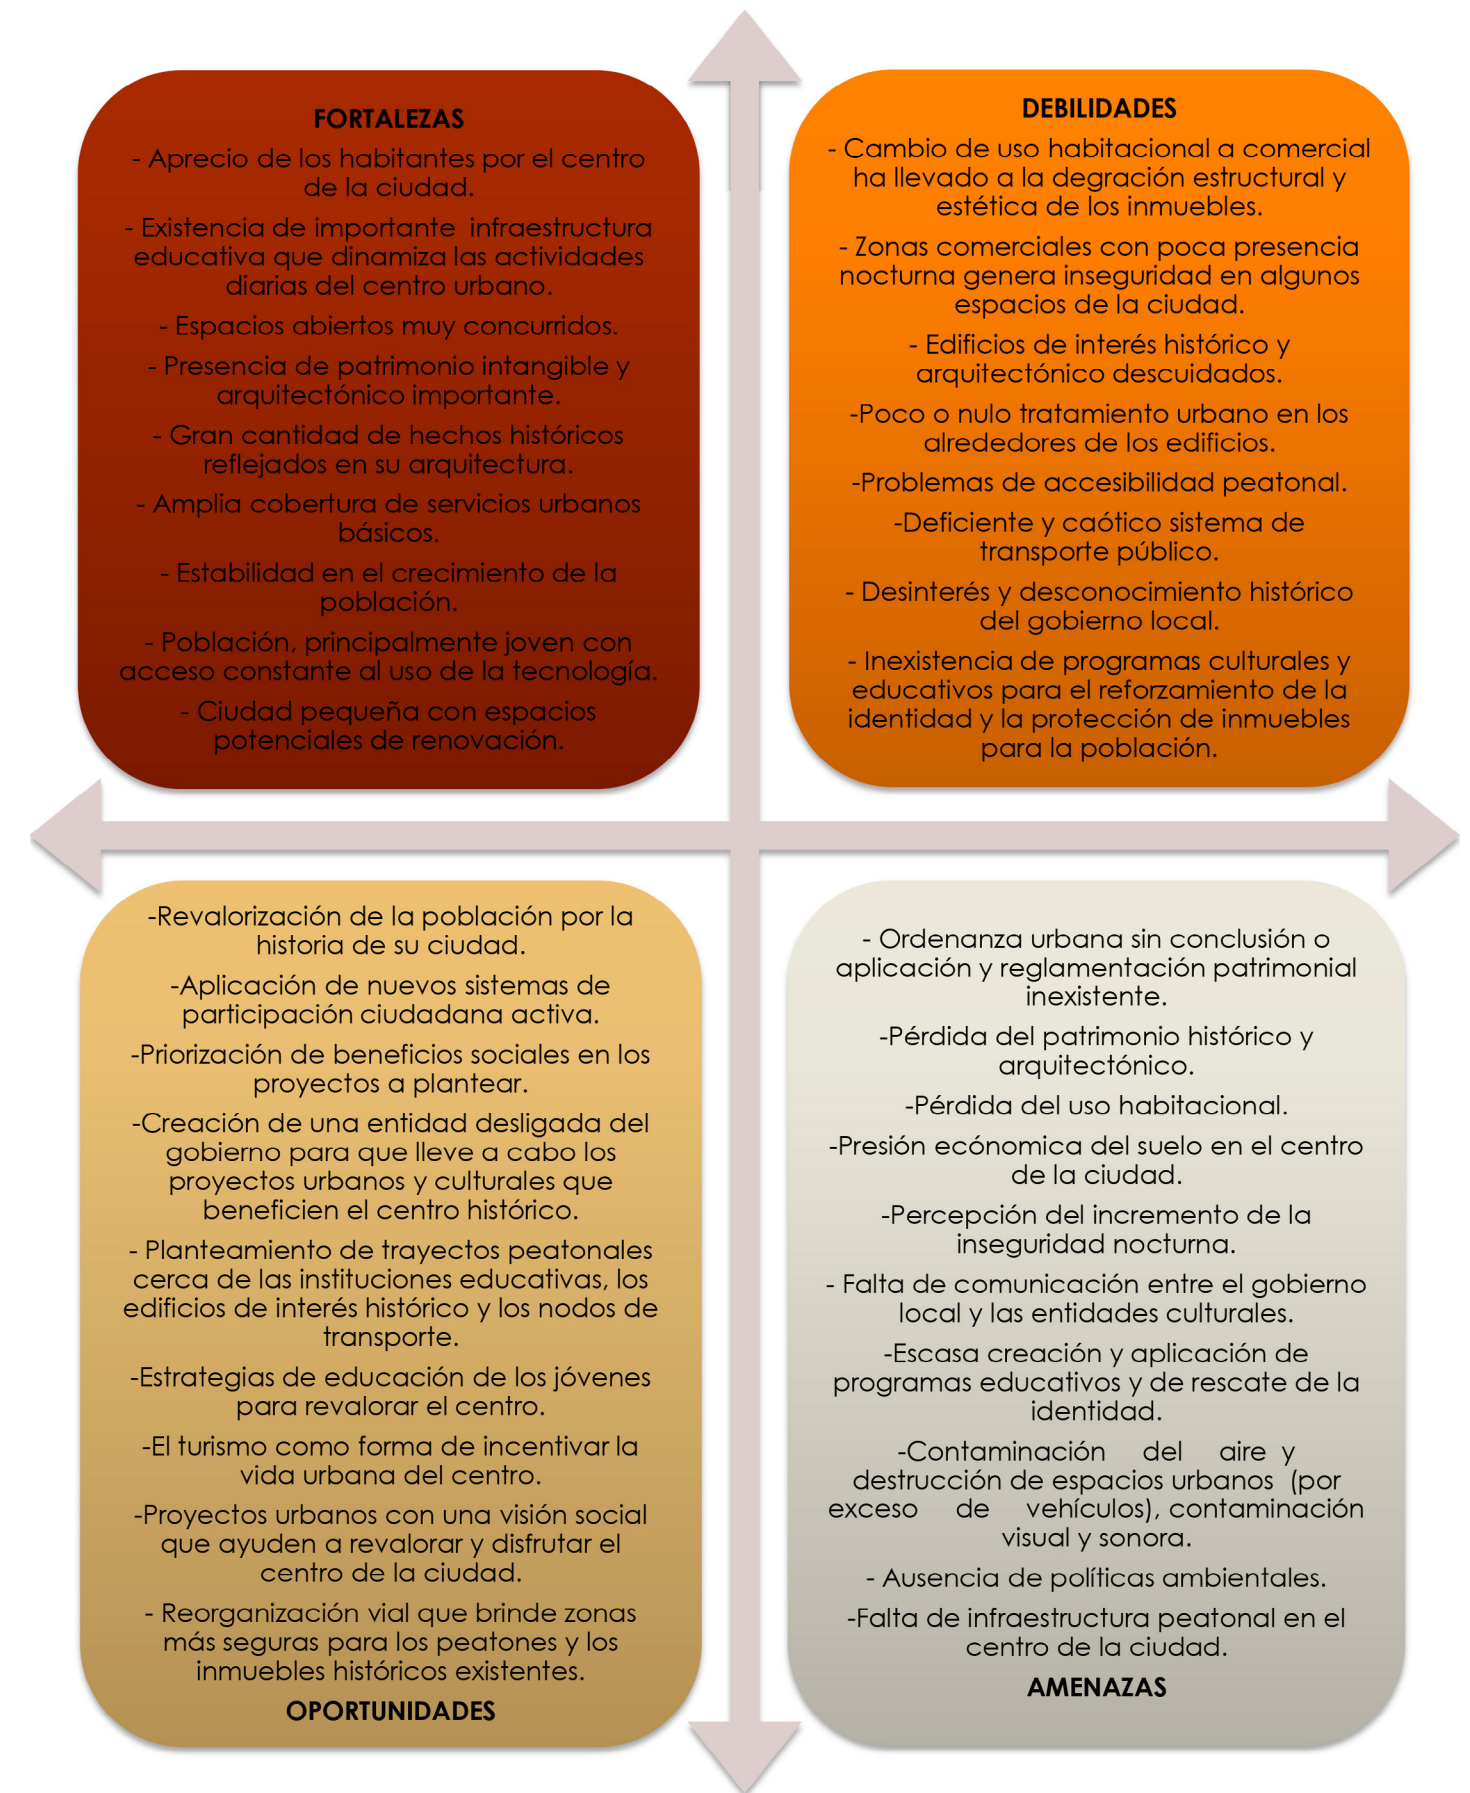 FORTALEZAS
- Aprecio de los habitantes por el centro
de la ciudad.
- Existencia de importante infraestructura
educativa que dinamiza las actividades
diarias del centro urbano.
- Espacios abiertos muy concurridos.
- Presencia de patrimonio intangible y
arquitectónico importante.
- Gran cantidad de hechos históricos
reflejados en su arquitectura.
- Amplia cobertura de servicios urbanos
básicos.
- Estabilidad en el crecimiento de la
población.
- Población, principalmente joven con
acceso constante al uso de la tecnología.
- Ciudad pequeña con espacios
potenciales de renovación.
DEBILIDADES
- Cambio de uso habitacional a comercial
ha llevado a la degración estructural y
estética de los inmuebles.
- Zonas comerciales con poca presencia
nocturna genera inseguridad en algunos
espacios de la ciudad.
- Edificios de interés histórico y
arquitectónico descuidados.
-Poco o nulo tratamiento urbano en los
alrededores de los edificios.
-Problemas de accesibilidad peatonal.
-Deficiente y caótico sistema de
transporte público.
- Desinterés y desconocimiento histórico
del gobierno local.
- Inexistencia de programas culturales y
educativos para el reforzamiento de la
identidad y la protección de inmuebles
para la población.
-Revalorización de la población por la
historia de su ciudad.
-Aplicación de nuevos sistemas de
participación ciudadana activa.
-Priorización de beneficios sociales en los
proyectos a plantear.
-Creación de una entidad desligada del
gobierno para que lleve a cabo los
proyectos urbanos y culturales que
beneficien el centro histórico.
- Planteamiento de trayectos peatonales
cerca de las instituciones educativas, los
edificios de interés histórico y los nodos de
transporte.
-Estrategias de educación de los jóvenes
para revalorar el centro.
-El turismo como forma de incentivar la
vida urbana del centro.
-Proyectos urbanos con una visión social
que ayuden a revalorar y disfrutar el
centro de la ciudad.
- Reorganización vial que brinde zonas
más seguras para los peatones y los
inmuebles históricos existentes.
OPORTUNIDADES
- Ordenanza urbana sin conclusión o
aplicación y reglamentación patrimonial
inexistente.
-Pérdida del patrimonio histórico y
arquitectónico.
-Pérdida del uso habitacional.
-Presión ecónomica del suelo en el centro
de la ciudad.
-Percepción del incremento de la
inseguridad nocturna.
- Falta de comunicación entre el gobierno
local y las entidades culturales.
-Escasa creación y aplicación de
programas educativos y de rescate de la
identidad.
-Contaminación del aire y
destrucción de espacios urbanos (por
exceso de vehículos), contaminación
visual y sonora.
- Ausencia de políticas ambientales.
-Falta de infraestructura peatonal en el
centro de la ciudad.
AMENAZAS